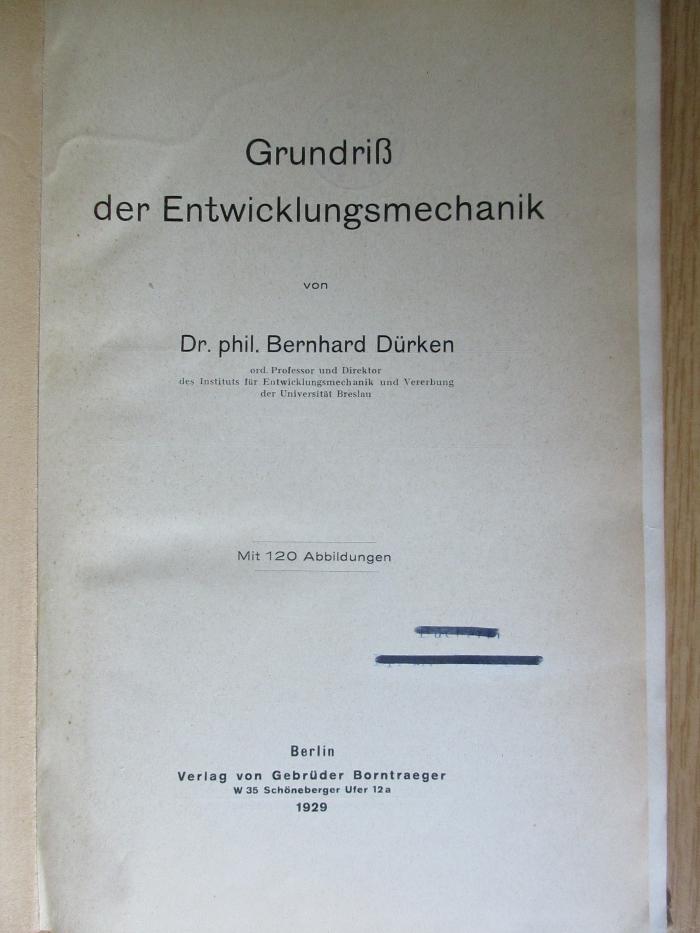 Grundriß
der Entwicklungsmechanik
von
Dr. phil. Bernhard Dürken
ord. Professor und Direktor
des Instituts für Entwicklungsmechanik und Vererbung
der Universität Breslau
Mit 120 Abbildungen
Berlin
Verlag von Gebrüder Borntraeger
W 35 Schöneberger Ufer 12a
1929